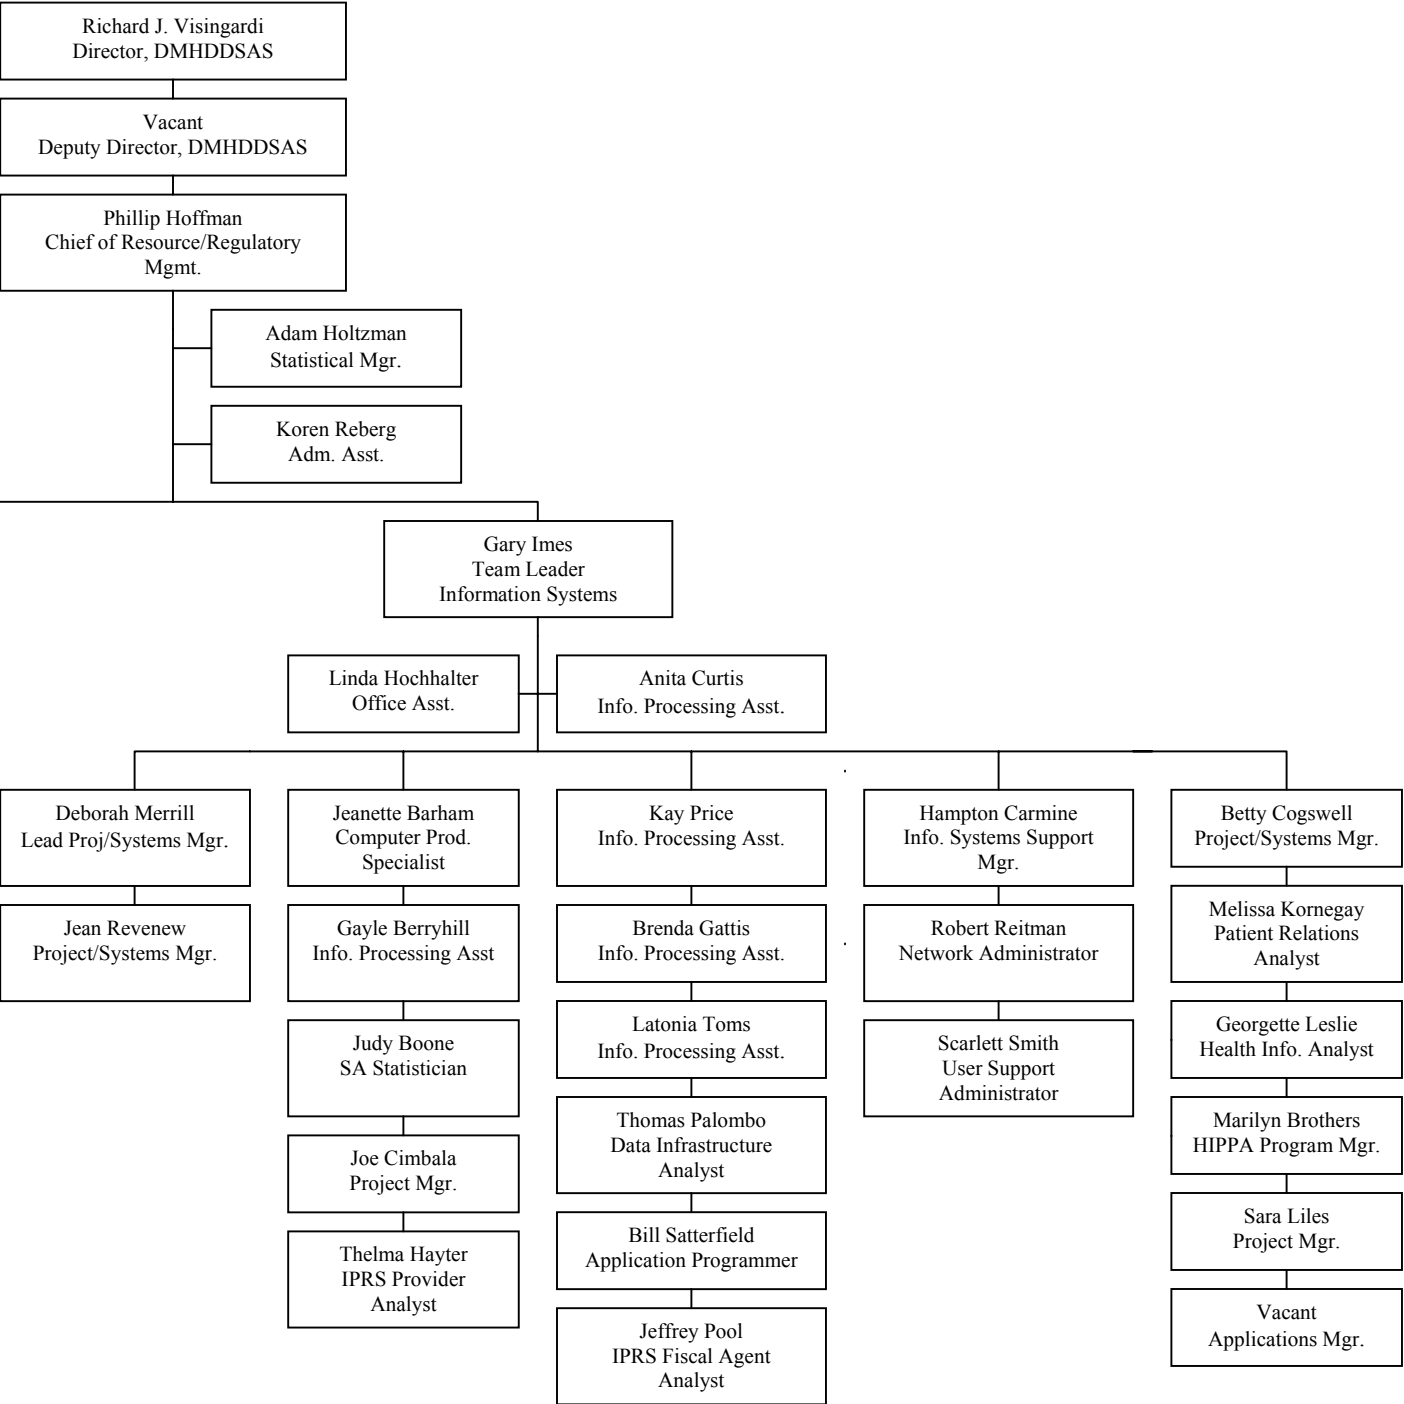 Richard J. Visingardi
Director, DMHDDSAS
Vacant
Deputy Director, DMHDDSAS
Phillip Hoffman
Chief of Resource/Regulatory
Mgmt.
Adam Holtzman
Statistical Mgr.
Koren Reberg
Adm. Asst.
Gary Imes
Team Leader
Information Systems
Linda Hochhalter
Office Asst.
Anita Curtis
Info. Processing Asst.
Deborah Merrill
Lead Proj/Systems Mgr.
Jean Revenew
Project/Systems Mgr.
Jeanette Barham
Computer Prod.
Specialist
Gayle Berryhill
Info. Processing Asst
Judy Boone
SA Statistician
Joe Cimbala
Project Mgr.
Thelma Hayter
IPRS Provider
Analyst
Kay Price
Info. Processing Asst.
Brenda Gattis
Info. Processing Asst.
Latonia Toms
Info. Processing Asst.
Thomas Palombo
Data Infrastructure
Analyst
Bill Satterfield
Application Programmer
Jeffrey Pool
IPRS Fiscal Agent
Analyst
Hampton Carmine
Info. Systems Support
Mgr.
Robert Reitman
Network Administrator
Scarlett Smith
User Support
Administrator
Betty Cogswell
Project/Systems Mgr.
Melissa Kornegay
Patient Relations
Analyst
Georgette Leslie
Health Info. Analyst
Marilyn Brothers
HIPPA Program Mgr.
Sara Liles
Project Mgr.
Vacant
Applications Mgr.